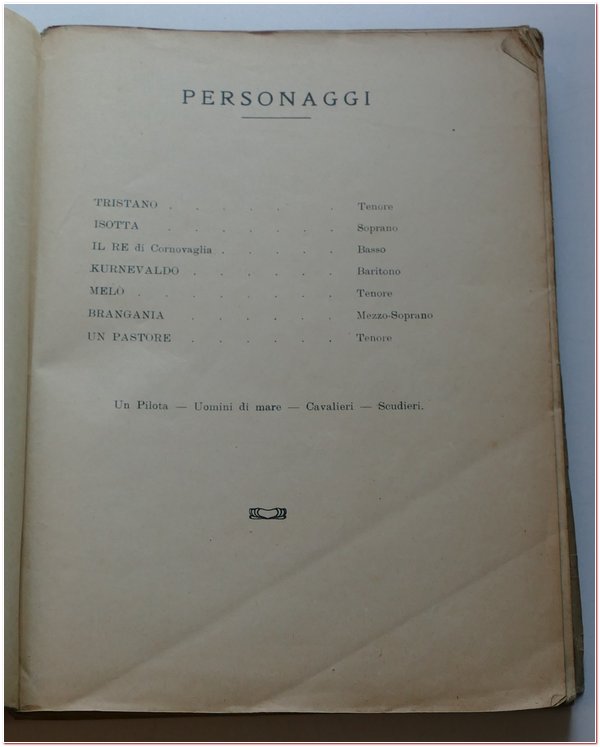 PERSONAGGI
TRISTANO . . . . . . . Tenore
ISOTTA . . . . . . . Soprano
IL RE di Cornovaglia . . . . . Basso
KURNEVALDO . . . . . . Baritono
MELO . . . . . . . . Tenore
BRANGANIA . . . . . . Mezzo-Soprano
UN PASTORE . . . . . . Tenore
Un Pilota — Uomini di mare — Cavalieri — Scudieri.